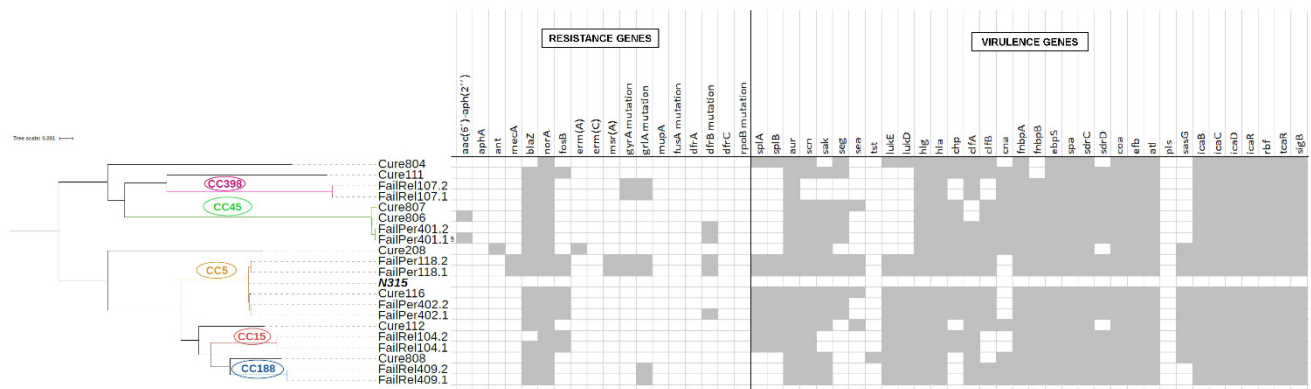 RESISTANCE GENES
VIRULENCE GENES
aac(6´)-aph(2´´)
aphA
ant
mecA
blaZ
norA
fosB
erm(A)
erm(C)
msr(A)
gyrA mutation
grlA mutation
mupA
fusA mutation
dfrA
dfrB mutation
dfrC
rpoB mutation
splA
splB
aur
scn
sak
seg
sea
tst
lukE
lukD
hlg
hla
chp
clfA
clfB
cna
fnbpA
fnbpB
ebpS
spa
sdrC
sdrD
coa
efb
atl
pls
sasG
icaB
icaC
icaD
icaR
rbf
tcaR
sigB
Tree scale: 0.001
Cure804
Cure111
CC398
FailRel107.2
FailRel107.1
CC45
Cure807
Cure806
FailPer401.2
FailPer401.1
Cure208
CC5
FailPer118.2
FailPer118.1
N315
Cure116
FailPer402.2
FailPer402.1
Cure112
CC15
FailRel104.2
FailRel104.1
Cure808
CC188
FailRel409.2
FailRel409.1